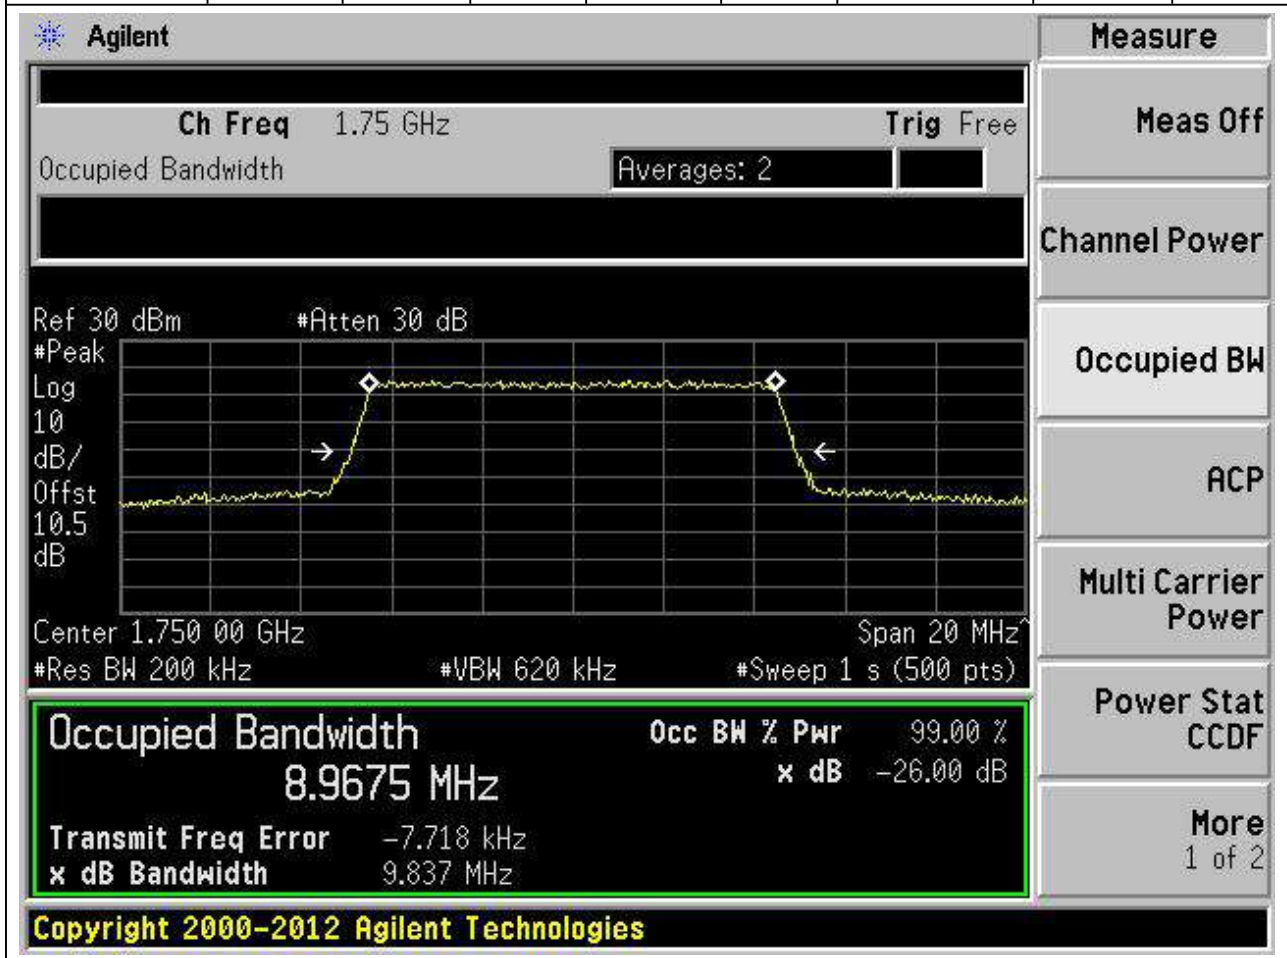 Agilent
Measure
Ch Freq 1.75 GHz Trig Free
Occupied Bandwidth Averages: 2
Meas Off
Channel Power
Occupied BW
ACP
Multi Carrier
Power
Power Stat
CCDF
More
1 of 2
Ref 30 dBm #Atten 30 dB
#Peak
Log
10
dB/
Offst
10.5
dB
Center 1.750 00 GHz Span 20 MHz^
#Res BW 200 kHz #VBW 620 kHz #Sweep 1 s (500 pts)
Occupied Bandwidth Occ BW % Pwr 99.00 %
8.9675 MHz x dB -26.00 dB
Transmit Freq Error -7.718 kHz
x dB Bandwidth 9.837 MHz
Copyright 2000-2012 Agilent Technologies